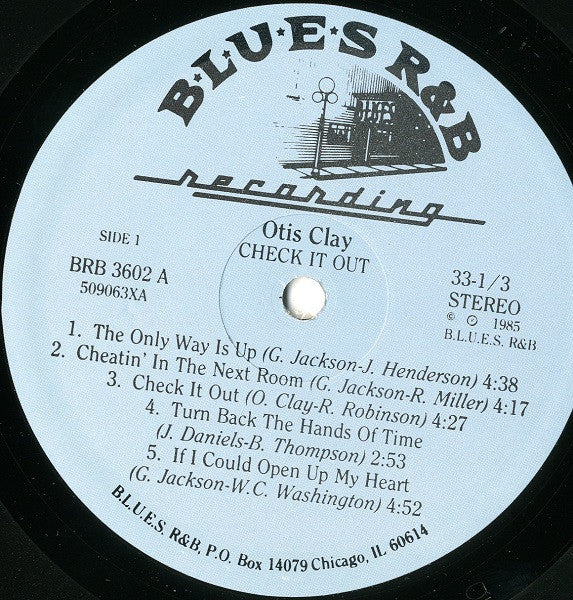 B★L★U★E★S R&B
recording
Otis Clay
CHECK IT OUT
SIDE 1
BRB 3602 A
509063XA
33-1/3
STEREO
© ℗ 1985
B.L.U.E.S. R&B
1. The Only Way Is Up (G. Jackson-J. Henderson) 4:38
2. Cheatin' In The Next Room (G. Jackson-R. Miller) 4:17
3. Check It Out (O. Clay-R. Robinson) 4:27
4. Turn Back The Hands Of Time
(J. Daniels-B. Thompson) 2:53
5. If I Could Open Up My Heart
(G. Jackson-W.C. Washington) 4:52
B.L.U.E.S. R&B, P.O. Box 14079 Chicago, IL 60614